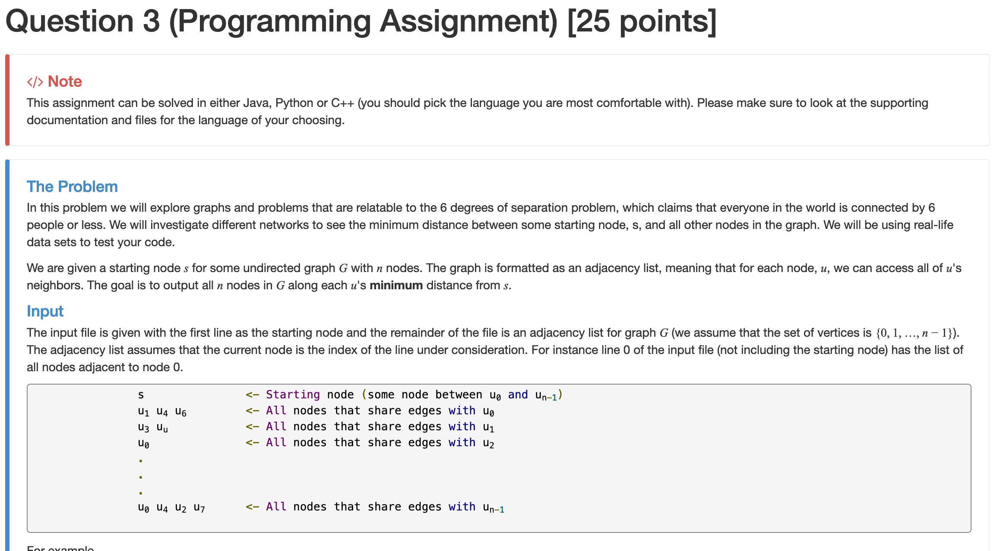 Question 3 (Programming Assignment) [25 points]
</> Note
This assignment can be solved in either Java, Python or C++ (you should pick the language you are most comfortable with). Please make sure to look at the supporting
documentation and files for the language of your choosing.
The Problem
In this problem we will explore graphs and problems that are relatable to the 6 degrees of separation problem, which claims that everyone in the world is connected by 6
people or less. We will investigate different networks to see the minimum distance between some starting node, s, and all other nodes in the graph. We will be using real-life
data sets to test your code.
We are given a starting node s for some undirected graph G with n nodes. The graph is formatted as an adjacency list, meaning that for each node, u, we can access all of u's
neighbors. The goal is to output all n nodes in G along each u's minimum distance from s.
Input
The input file is given with the first line as the starting node and the remainder of the file is an adjacency list for graph G (we assume that the set of vertices is {0, 1, …, n − 1}).
The adjacency list assumes that the current node is the index of the line under consideration. For instance line 0 of the input file (not including the starting node) has the list of
all nodes adjacent to node 0.
s <- Starting node (some node between u₀ and uₙ₋₁)
u₁ u₄ u₆ <- All nodes that share edges with u₀
u₃ uᵤ <- All nodes that share edges with u₁
u₀ <- All nodes that share edges with u₂
.
.
.
u₀ u₄ u₂ u₇ <- All nodes that share edges with uₙ₋₁
For example